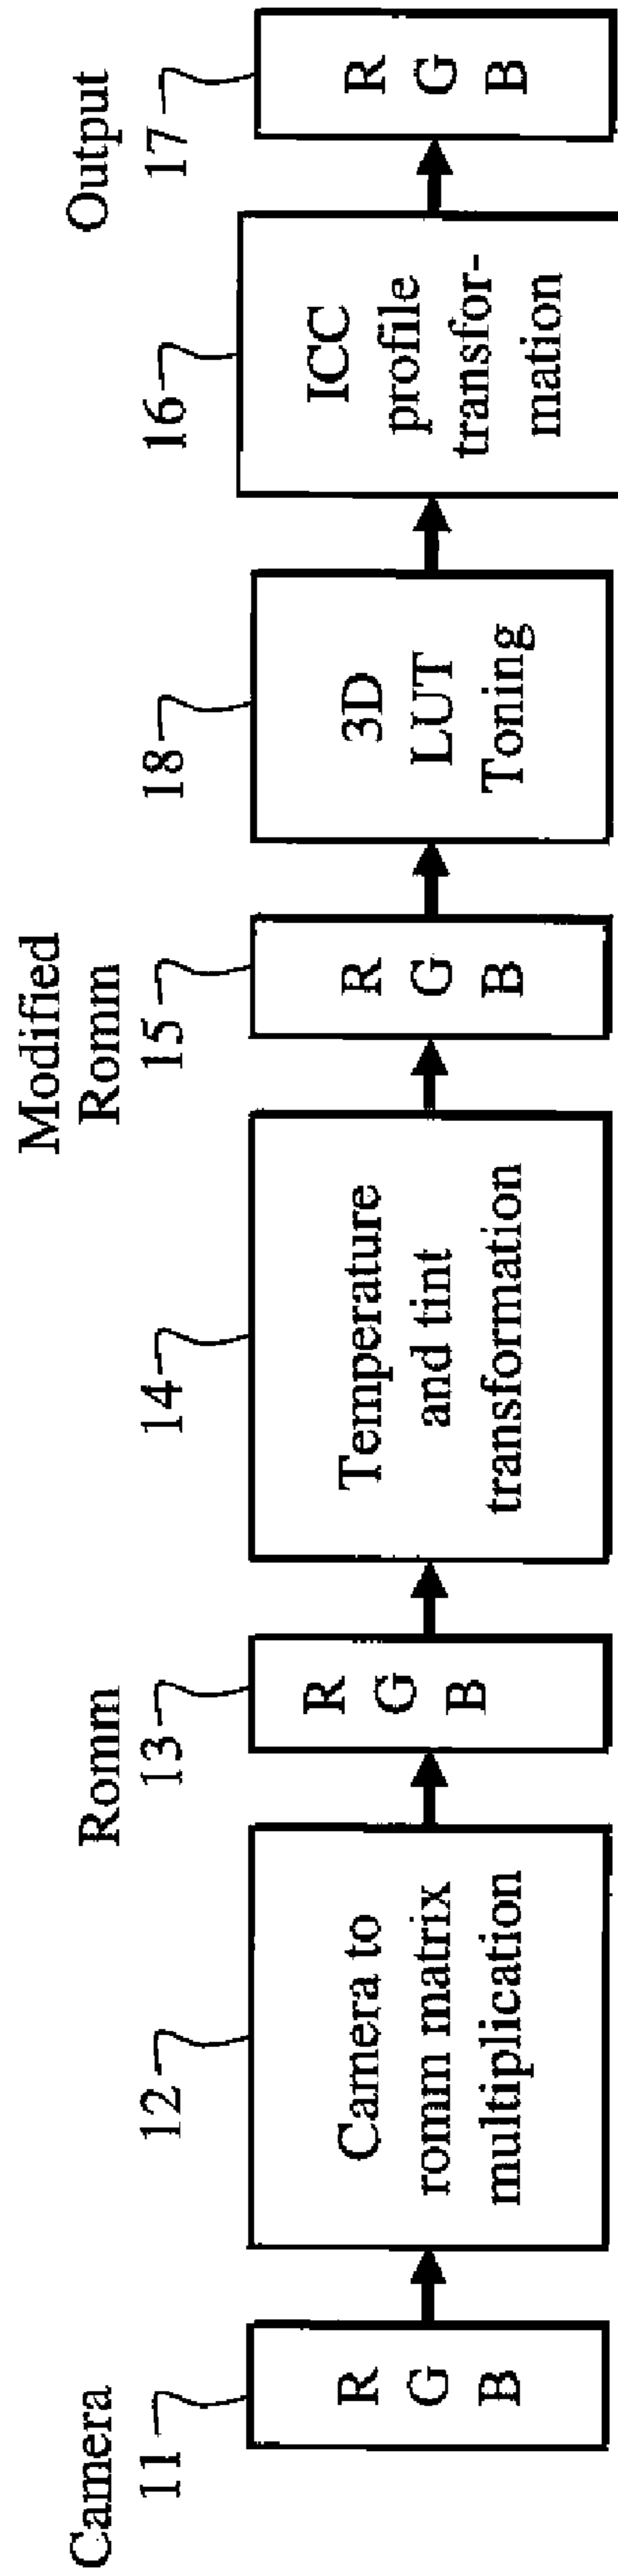 Camera
11
R
G
B
12
Camera to
romm matrix
multiplication
Romm
13
R
G
B
14
Temperature
and tint
transformation
Modified
Romm
15
R
G
B
18
3D
LUT
Toning
16
ICC
profile
transfor-
mation
Output
17
R
G
B